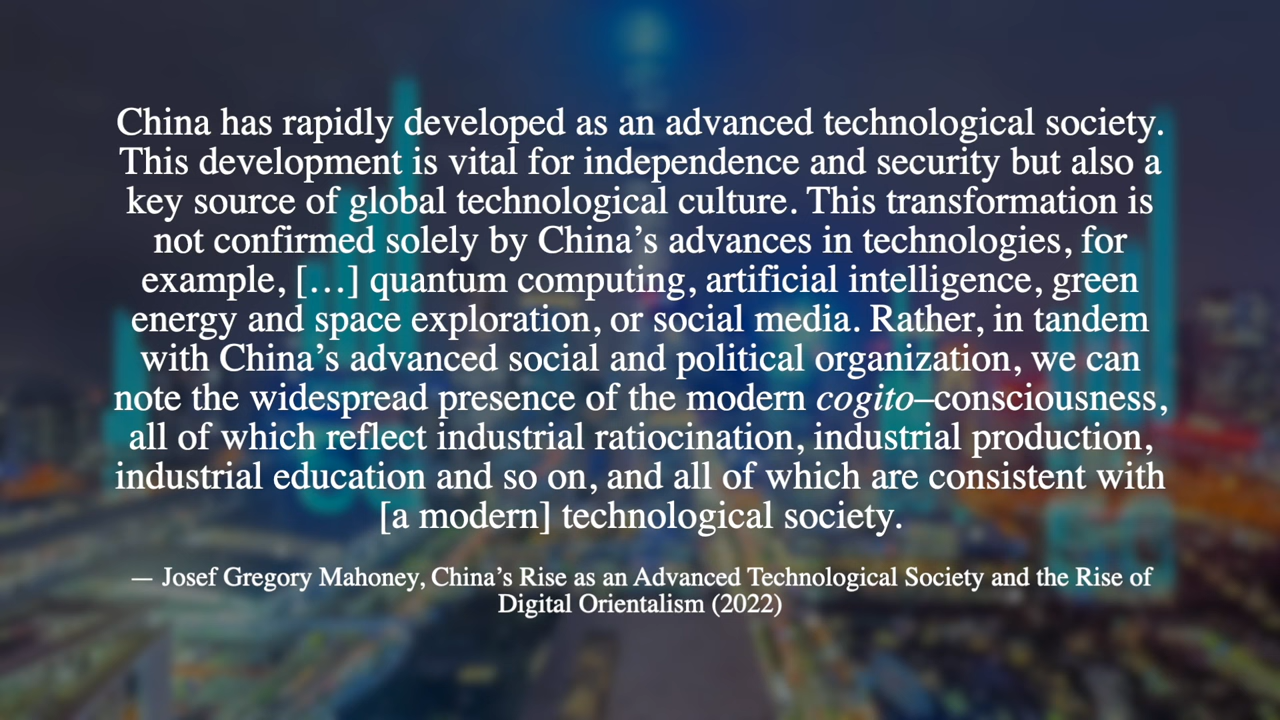 China has rapidly developed as an advanced technological society.
This development is vital for independence and security but also a
key source of global technological culture. This transformation is
not confirmed solely by China’s advances in technologies, for
example, […] quantum computing, artificial intelligence, green
energy and space exploration, or social media. Rather, in tandem
with China’s advanced social and political organization, we can
note the widespread presence of the modern cogito–consciousness,
all of which reflect industrial ratiocination, industrial production,
industrial education and so on, and all of which are consistent with
[a modern] technological society.
— Josef Gregory Mahoney, China’s Rise as an Advanced Technological Society and the Rise of
Digital Orientalism (2022)